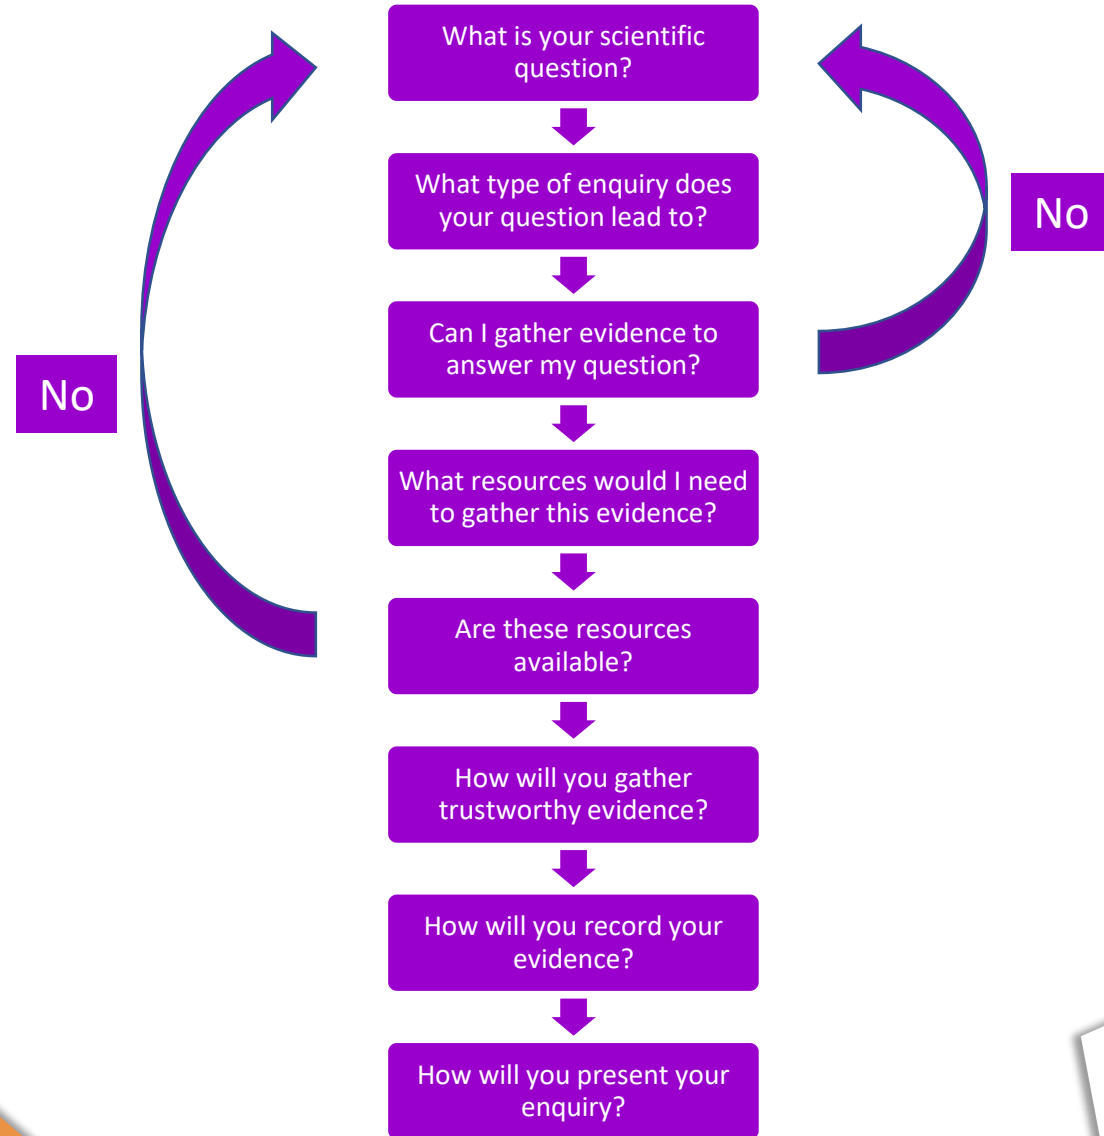 What is your scientific
question?
What type of enquiry does
your question lead to?
No
Can I gather evidence to
answer my question?
No
What resources would I need
to gather this evidence?
Are these resources
available?
How will you gather
trustworthy evidence?
How will you record your
evidence?
How will you present your
enquiry?